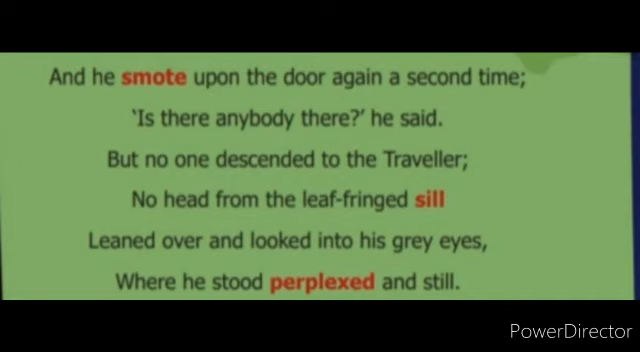 And he smote upon the door again a second time;
‘Is there anybody there?’ he said.
But no one descended to the Traveller;
No head from the leaf-fringed sill
Leaned over and looked into his grey eyes,
Where he stood perplexed and still.
PowerDirector